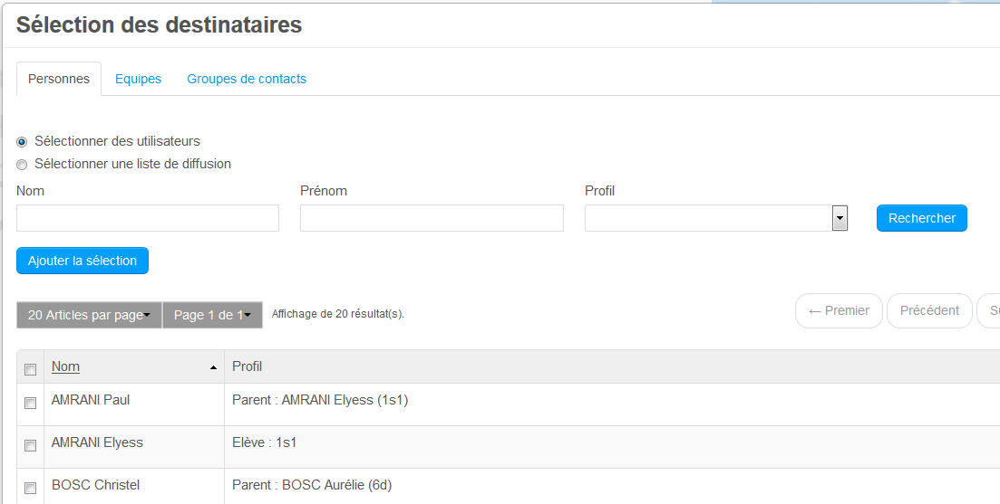 Sélection des destinataires
Personnes Equipes Groupes de contacts
Sélectionner des utilisateurs
Sélectionner une liste de diffusion
Nom Prénom Profil
Rechercher
Ajouter la sélection
20 Articles par page Page 1 de 1 Affichage de 20 résultat(s). ← Premier Précédent
Nom Profil
AMRANI Paul Parent : AMRANI Elyess (1s1)
AMRANI Elyess Elève : 1s1
BOSC Christel Parent : BOSC Aurélie (6d)